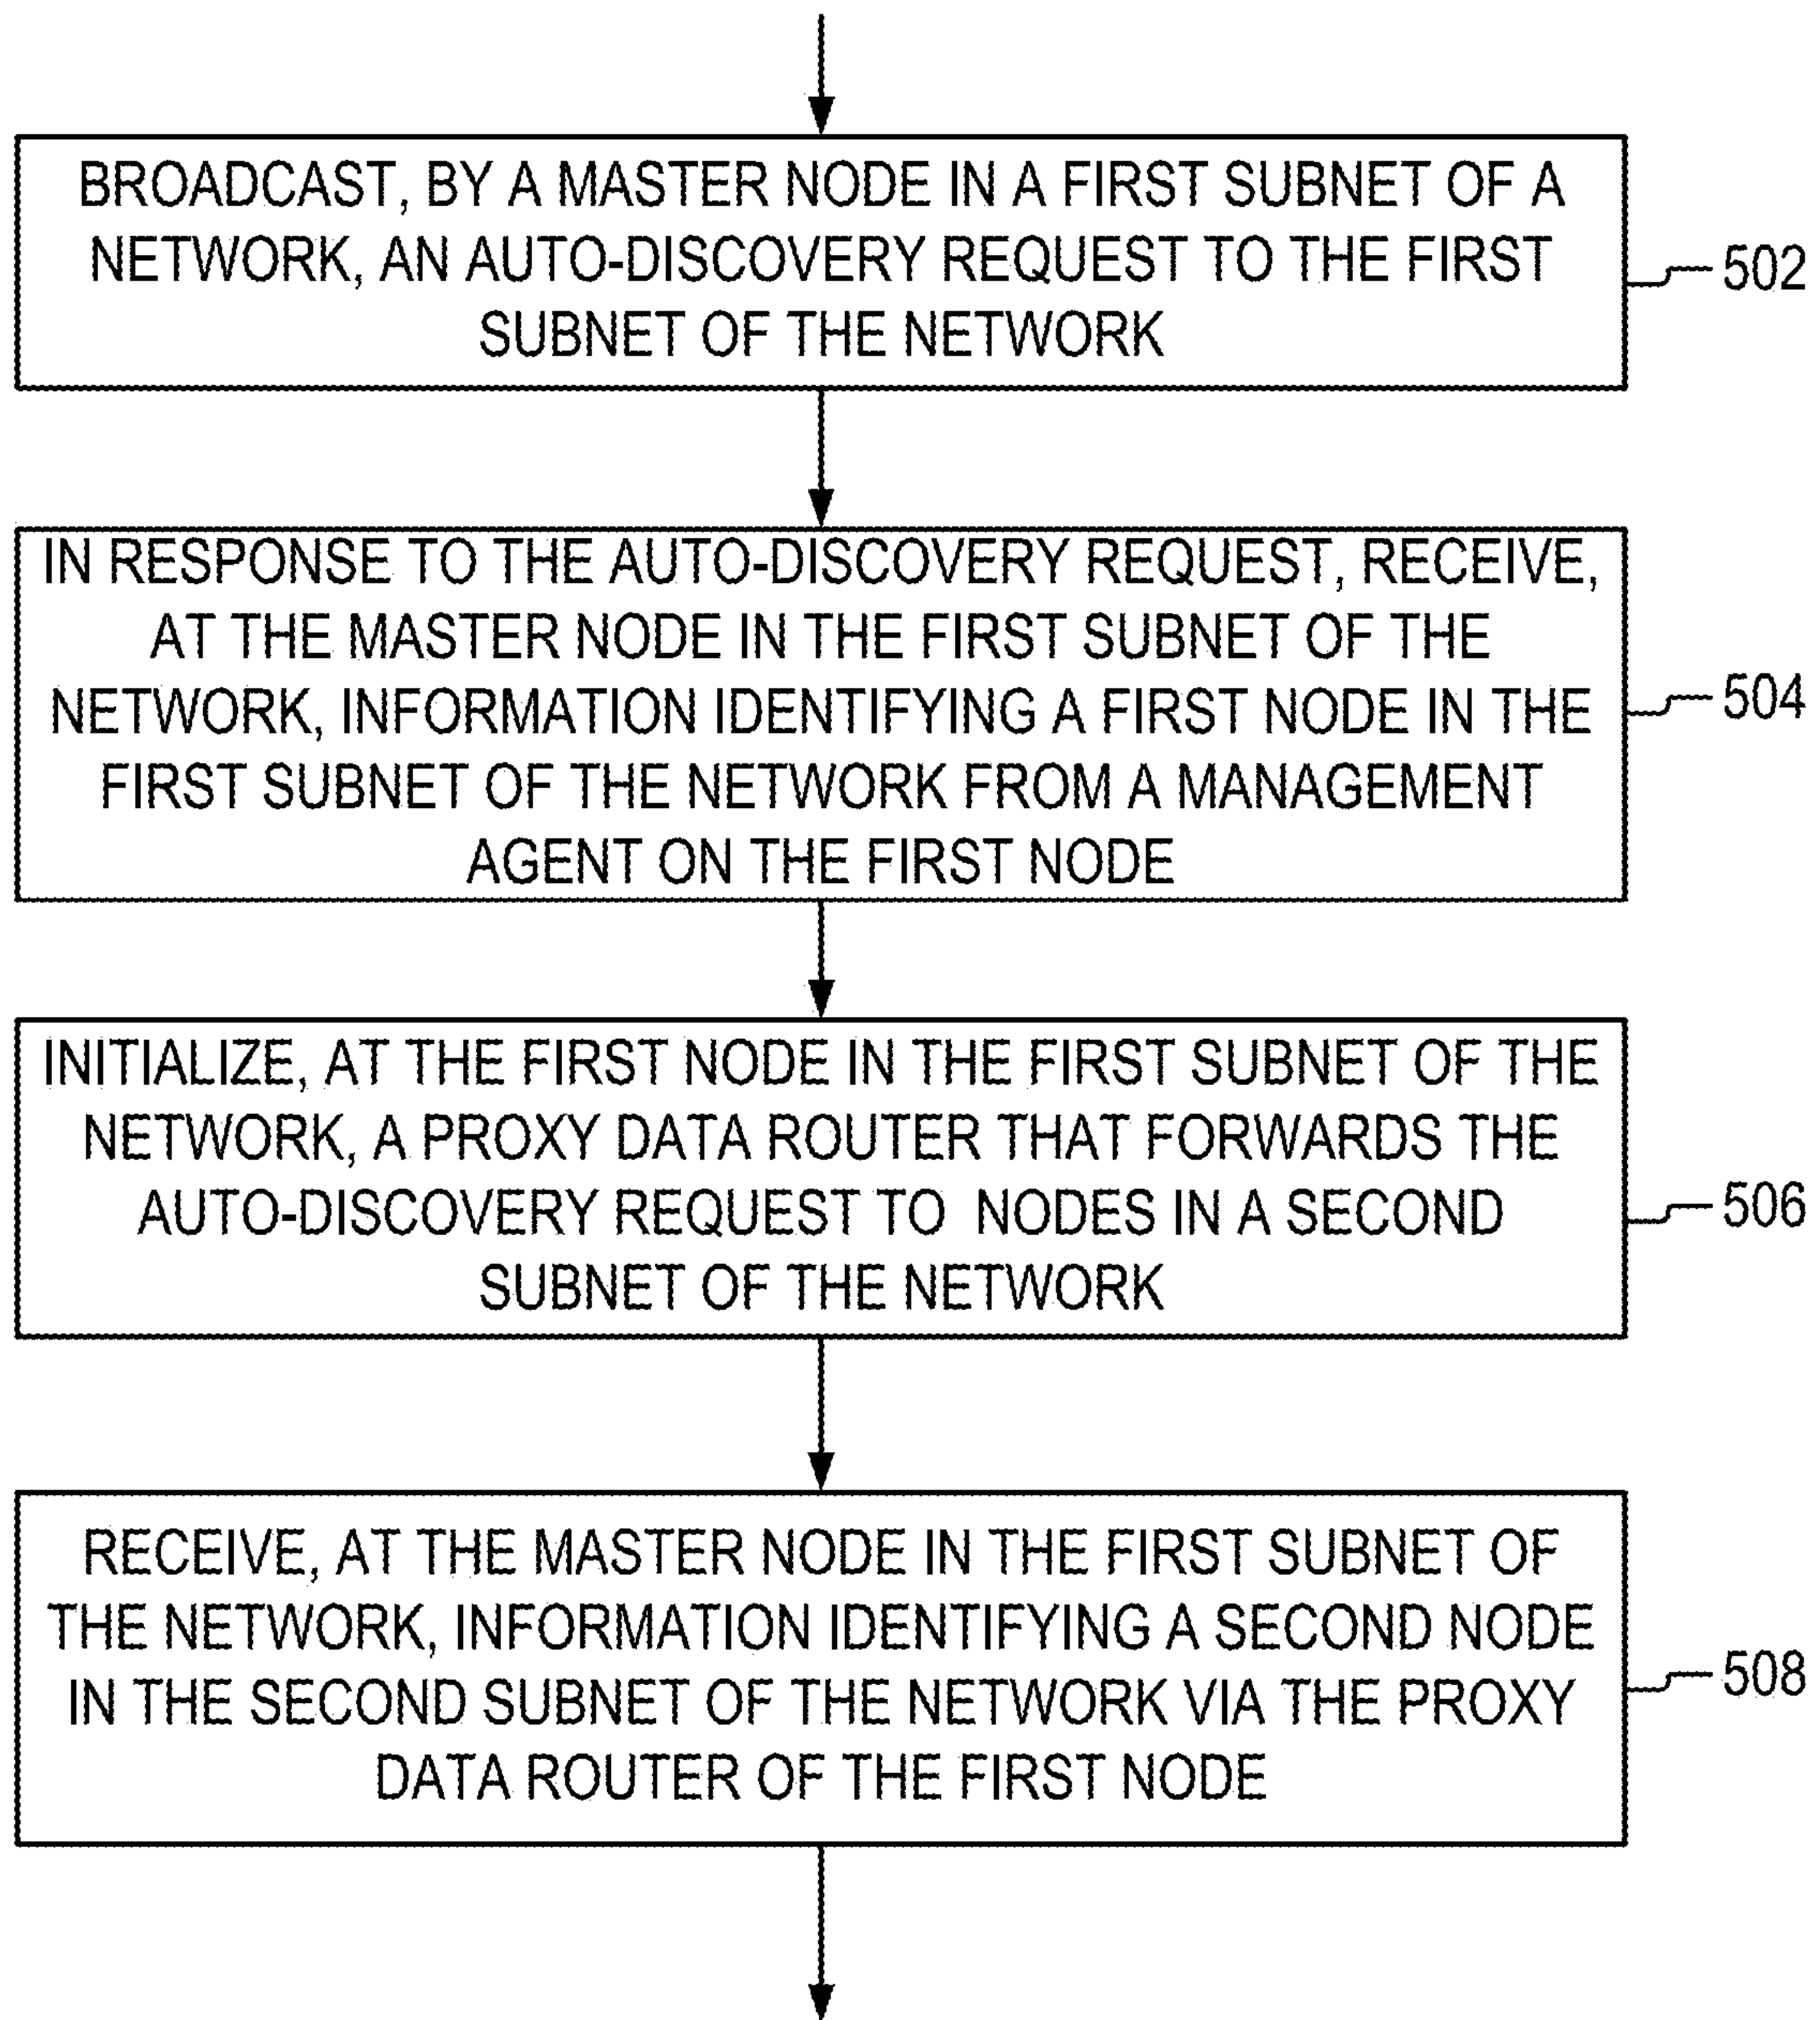 BROADCAST, BY A MASTER NODE IN A FIRST SUBNET OF A
NETWORK, AN AUTO-DISCOVERY REQUEST TO THE FIRST
SUBNET OF THE NETWORK
502
IN RESPONSE TO THE AUTO-DISCOVERY REQUEST, RECEIVE,
AT THE MASTER NODE IN THE FIRST SUBNET OF THE
NETWORK, INFORMATION IDENTIFYING A FIRST NODE IN THE
FIRST SUBNET OF THE NETWORK FROM A MANAGEMENT
AGENT ON THE FIRST NODE
504
INITIALIZE, AT THE FIRST NODE IN THE FIRST SUBNET OF THE
NETWORK, A PROXY DATA ROUTER THAT FORWARDS THE
AUTO-DISCOVERY REQUEST TO NODES IN A SECOND
SUBNET OF THE NETWORK
506
RECEIVE, AT THE MASTER NODE IN THE FIRST SUBNET OF
THE NETWORK, INFORMATION IDENTIFYING A SECOND NODE
IN THE SECOND SUBNET OF THE NETWORK VIA THE PROXY
DATA ROUTER OF THE FIRST NODE
508